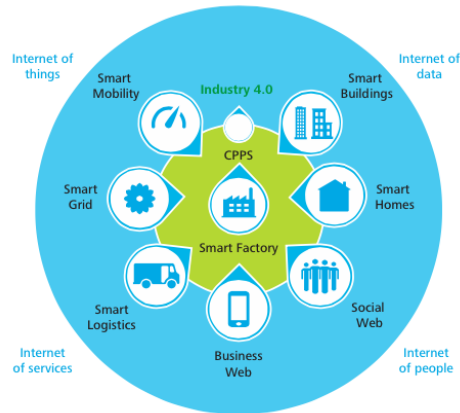 Internet of
things
Internet of
data
Smart
Mobility
Industry 4.0
Smart
Buildings
CPPS
Smart
Grid
Smart
Homes
Smart Factory
Smart
Logistics
Social
Web
Business
Web
Internet
of services
Internet
of people